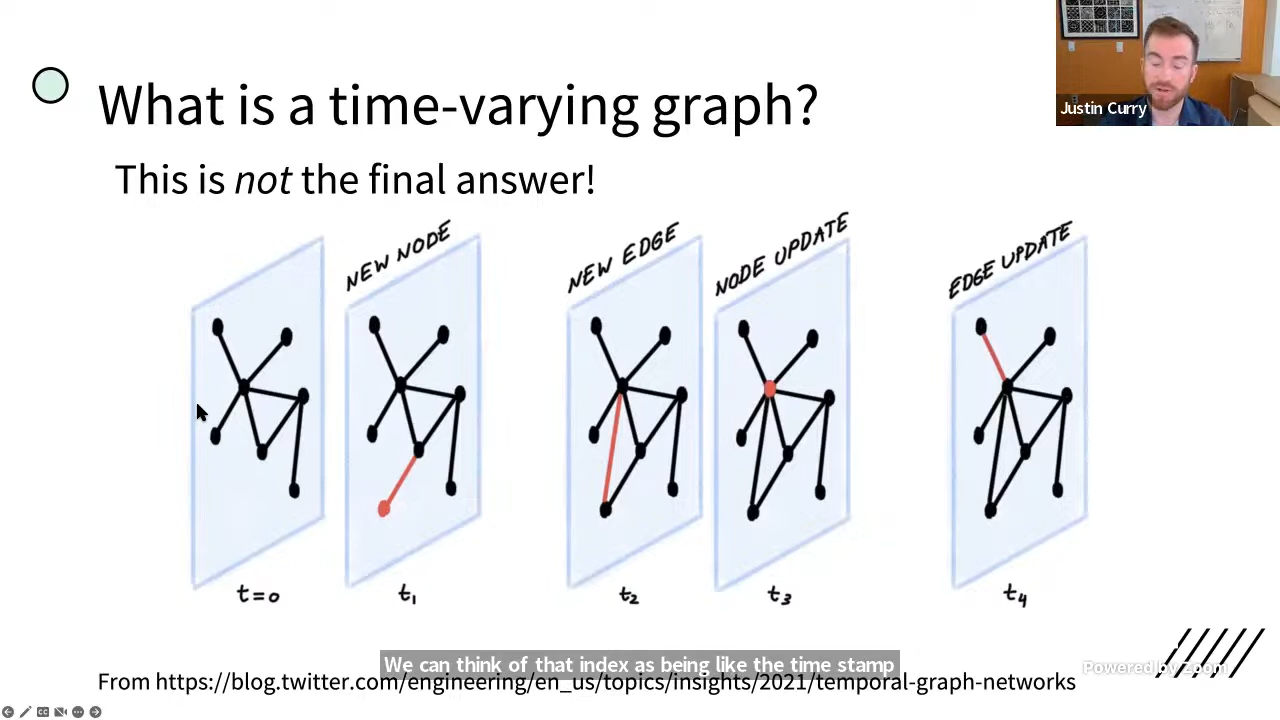 What is a time-varying graph?
Justin Curry
This is not the final answer!
NEW NODE
NEW EDGE
NODE UPDATE
EDGE UPDATE
t=0
t1
t2
t3
t4
We can think of that index as being like the time stamp
Powered by Zoom
From https://blog.twitter.com/engineering/en_us/topics/insights/2021/temporal-graph-networks